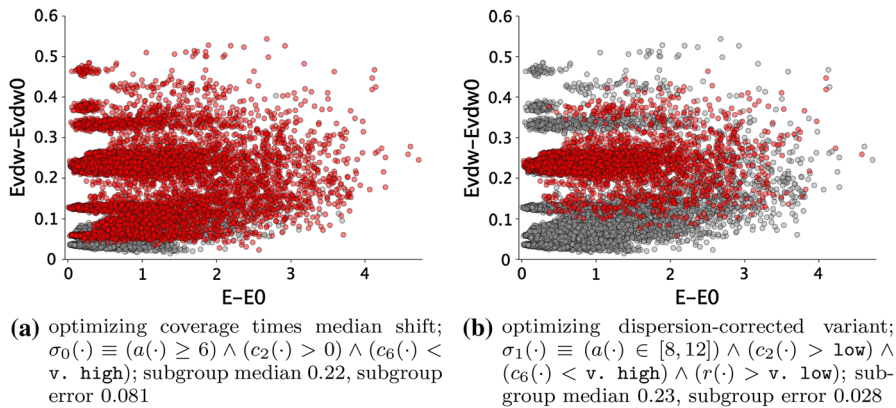 0.6
0.5
0.4
0.3
0.2
0.1
0
Evdw-Evdw0
0 1 2 3 4
E-E0
(a) optimizing coverage times median shift;
σ0(·) ≡ (a(·) ≥ 6) ∧ (c2(·) > 0) ∧ (c6(·) <
v. high); subgroup median 0.22, subgroup
error 0.081
0.6
0.5
0.4
0.3
0.2
0.1
0
Evdw-Evdw0
0 1 2 3 4
E-E0
(b) optimizing dispersion-corrected variant;
σ1(·) ≡ (a(·) ∈ [8, 12]) ∧ (c2(·) > low) ∧
(c6(·) < v. high) ∧ (r(·) > v. low); sub-
group median 0.23, subgroup error 0.028